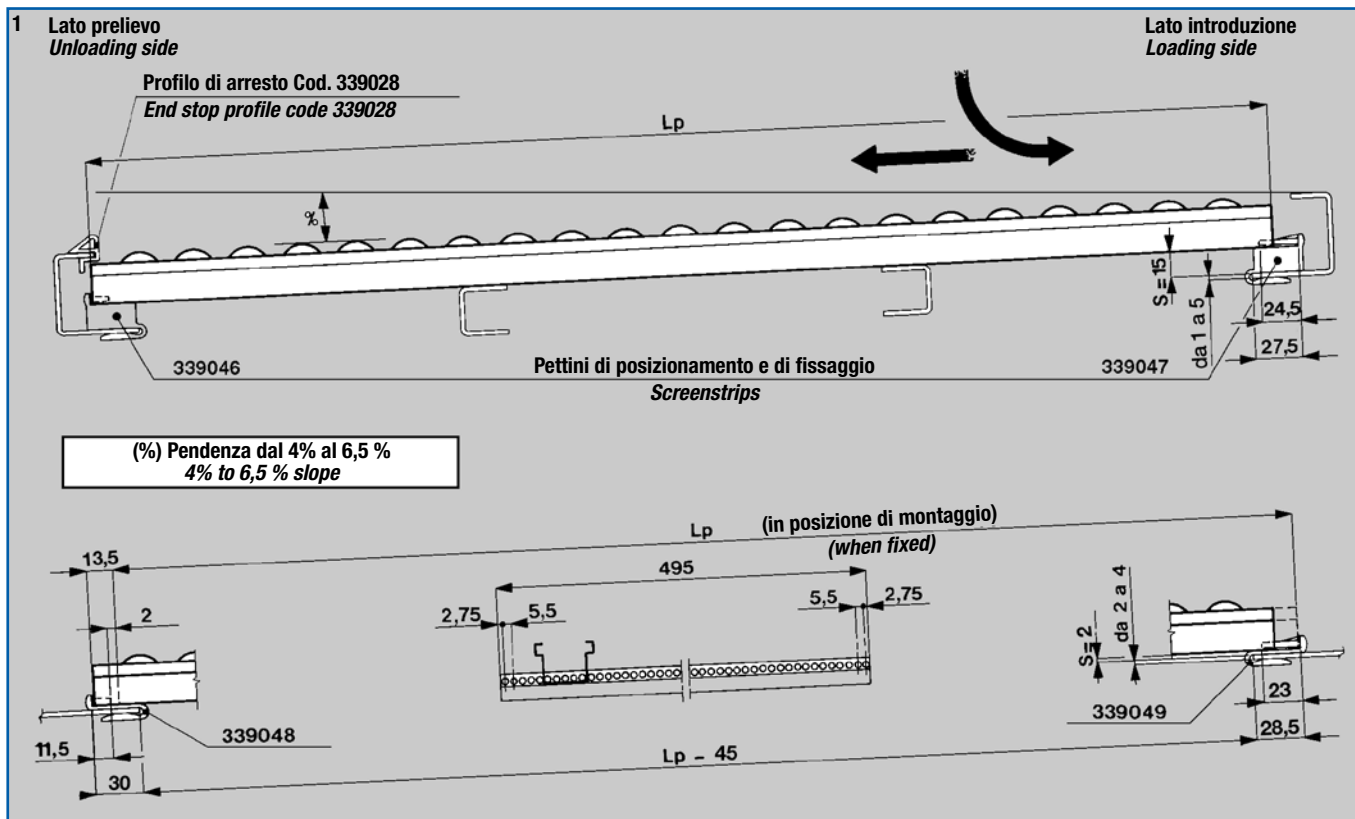 1 Lato prelievo
Unloading side
Lato introduzione
Loading side
Profilo di arresto Cod. 339028
End stop profile code 339028
Lp
%
S = 15
da 1 a 5
24,5
27,5
339046
Pettini di posizionamento e di fissaggio
Screenstrips
339047
(%) Pendenza dal 4% al 6,5 %
4% to 6,5 % slope
Lp (in posizione di montaggio)
(when fixed)
13,5
2
495
2,75
5,5
5,5
2,75
S=2
da 2 a 4
339048
339049
23
28,5
11,5
30
Lp - 45